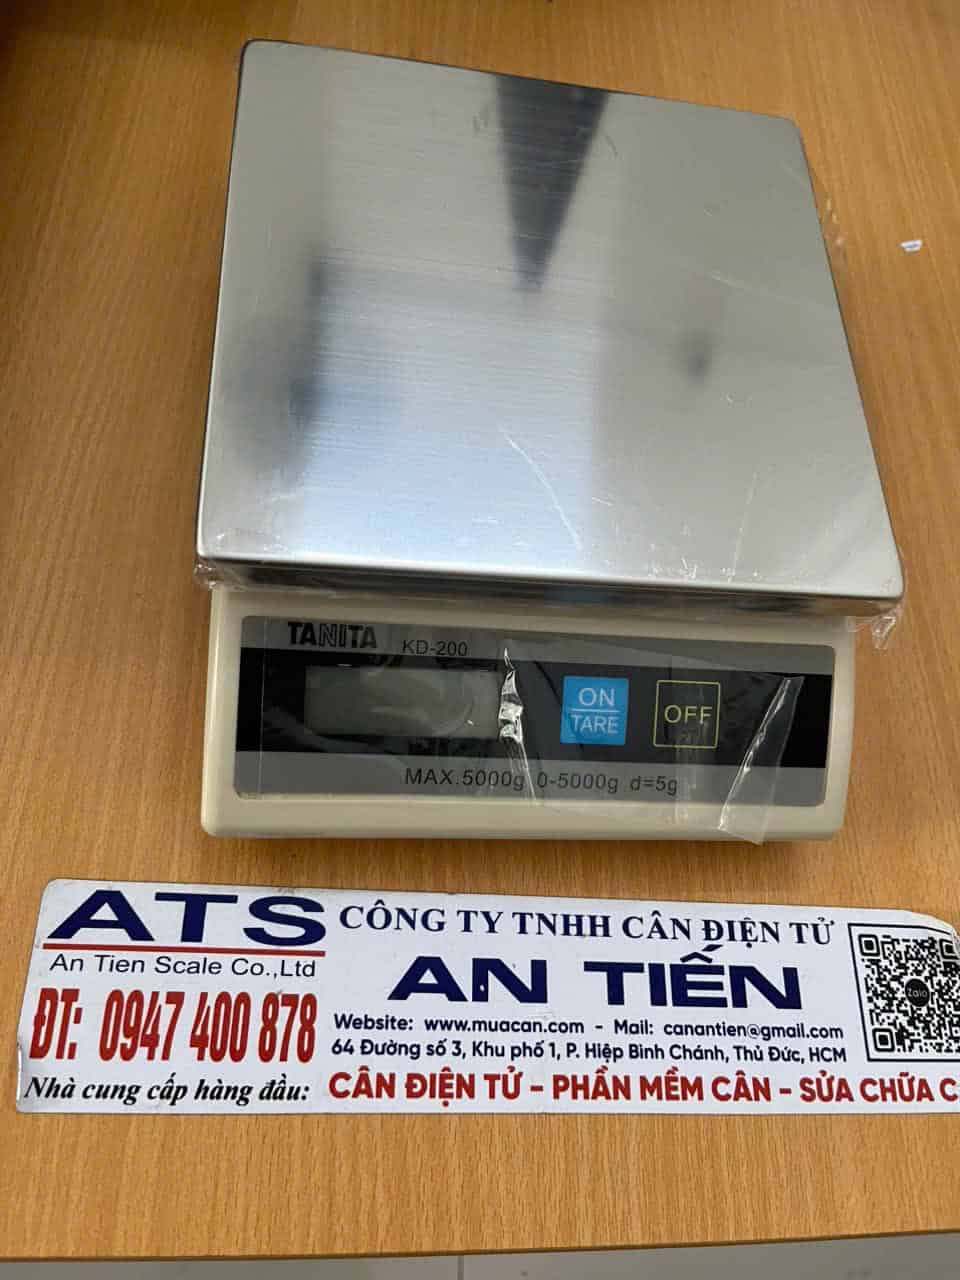 TANITA KD-200
ON
TARE
OFF
MAX.5000g 0-5000g d=5g
ATS
An Tien Scale Co.,Ltd
ĐT: 0947 400 878
Nhà cung cấp hàng đầu:
CÔNG TY TNHH CÂN ĐIỆN TỬ
AN TIẾN
Website: www.muacan.com - Mail: canantien@gmail.com
64 Đường số 3, Khu phố 1, P. Hiệp Bình Chánh, Thủ Đức, HCM
CÂN ĐIỆN TỬ - PHẦN MỀM CÂN - SỬA CHỮA C
Zalo